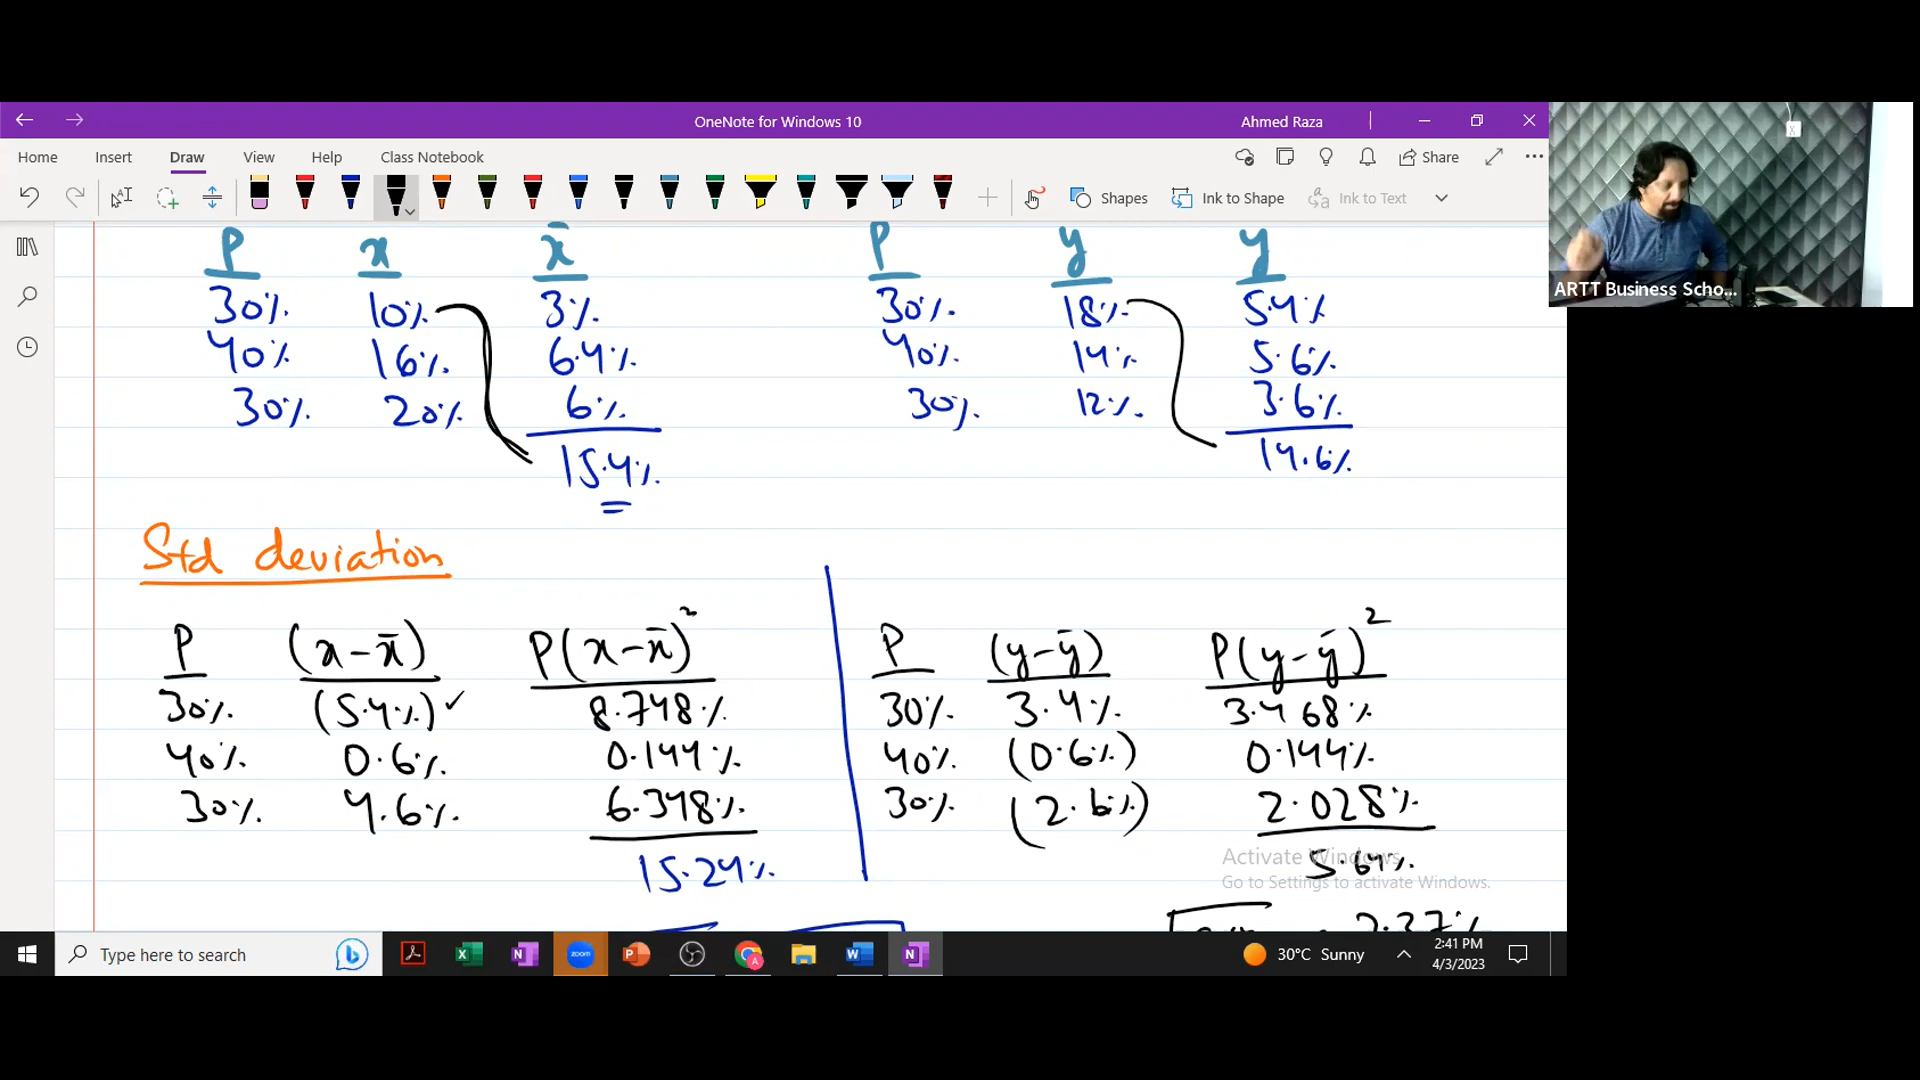 OneNote for Windows 10 Ahmed Raza
Home Insert Draw View Help Class Notebook Share
Shapes Ink to Shape Ink to Text
P x x̄ P y y
30% 10% 3% 30% 18% 5.4%
40% 16% 6.4% 40% 14% 5.6%
30% 20% 6% 30% 12% 3.6%
15.4% 14.6%
Std deviation
P (x-x̄) P(x-x̄)² P (y-ȳ) P(y-ȳ)²
30% (5.4%) ✓ 8.748% 30% 3.4% 3.468%
40% 0.6% 0.144% 40% (0.6%) 0.144%
30% 4.6% 6.348% 30% (2.6%) 2.028%
15.24% 5.64%
Activate Windows
Go to Settings to activate Windows.
2.37%
Type here to search zoom 30°C Sunny 2:41 PM
4/3/2023
ARTT Business Scho...